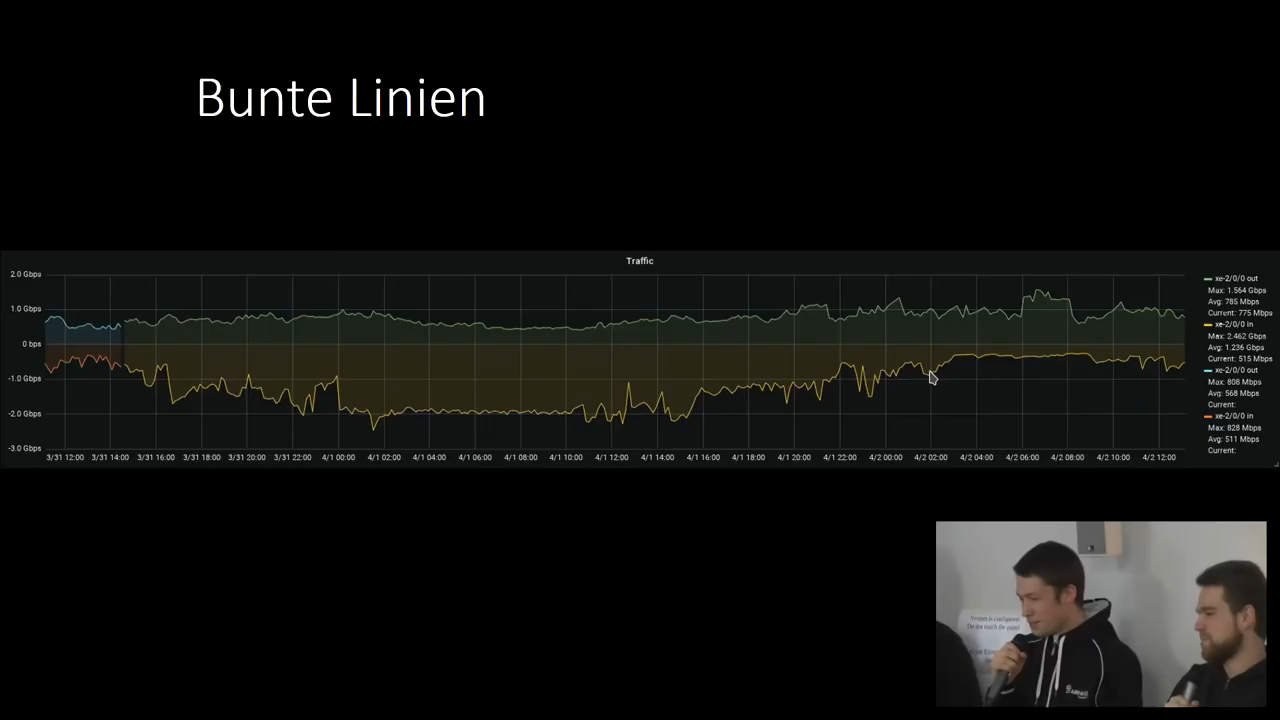 Bunte Linien
Traffic
2.0 Gbps
1.0 Gbps
0 bps
-1.0 Gbps
-2.0 Gbps
-3.0 Gbps
3/31 12:00 3/31 14:00 3/31 16:00 3/31 18:00 3/31 20:00 3/31 22:00 4/1 00:00 4/1 02:00 4/1 04:00 4/1 06:00 4/1 08:00 4/1 10:00 4/1 12:00 4/1 14:00 4/1 16:00 4/1 18:00 4/1 20:00 4/1 22:00 4/2 00:00 4/2 02:00 4/2 04:00 4/2 06:00 4/2 08:00 4/2 10:00 4/2 12:00
xe-2/0/0 out
Max: 1.564 Gbps
Avg: 785 Mbps
Current: 775 Mbps
xe-2/0/0 in
Max: 2.462 Gbps
Avg: 1.236 Gbps
Current: 515 Mbps
xe-2/0/0 out
Max: 808 Mbps
Avg: 568 Mbps
Current:
xe-2/0/0 in
Max: 828 Mbps
Avg: 511 Mbps
Current:
is configured
Do not touch the